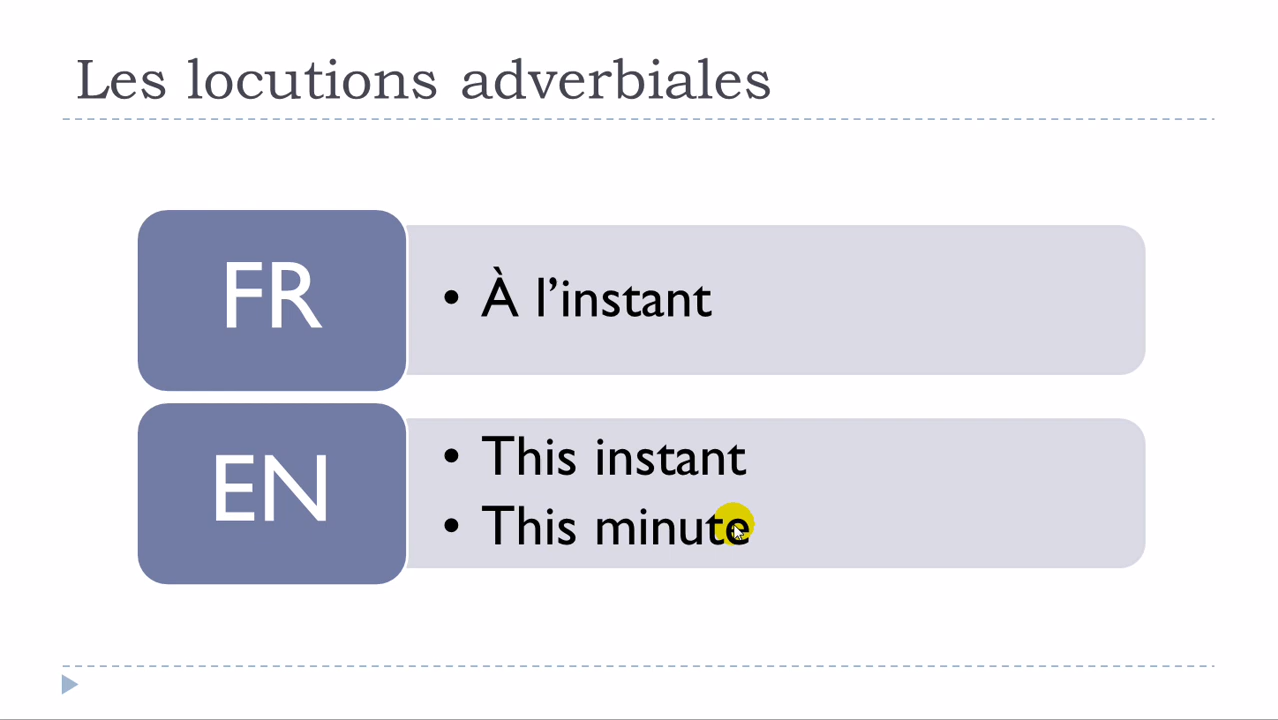 Les locutions adverbiales
FR
• À l’instant
EN
• This instant
• This minute